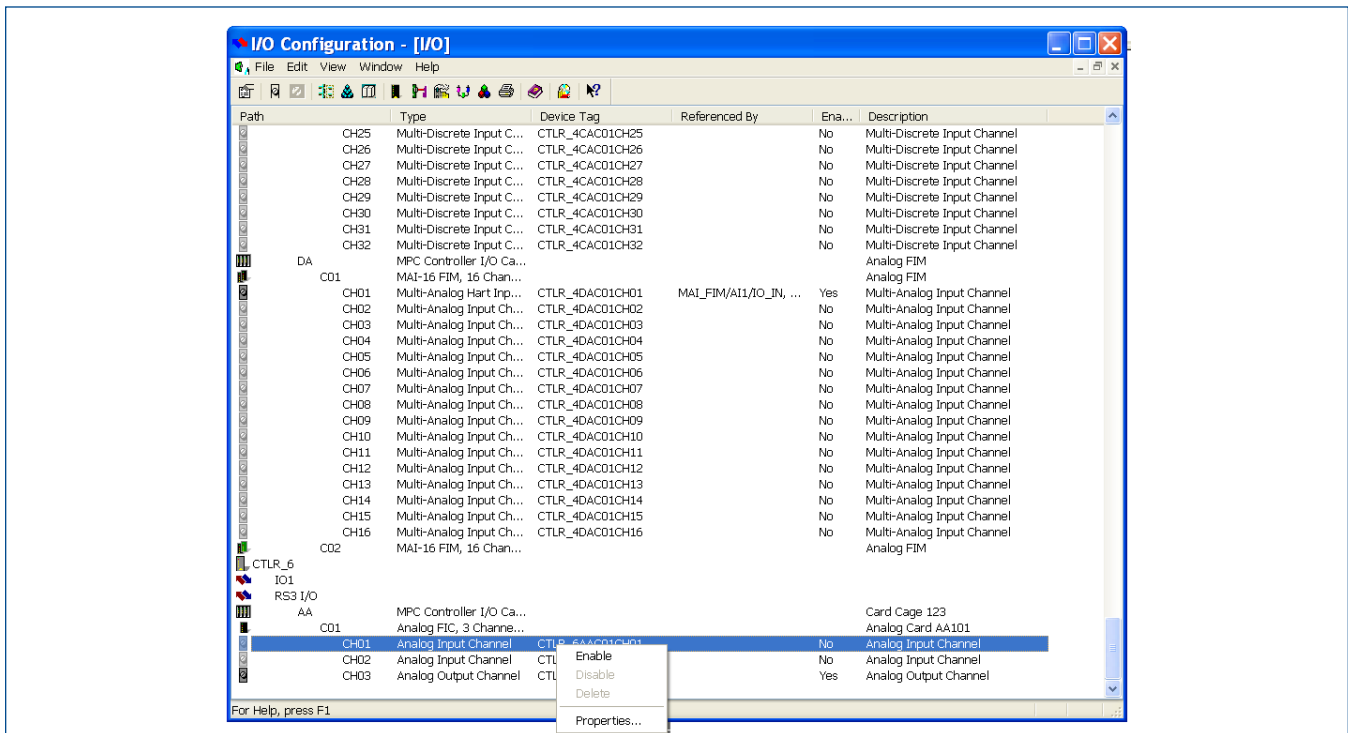 I/O Configuration - [I/O]
File Edit View Window Help
Path Type Device Tag Referenced By Ena... Description
CH25 Multi-Discrete Input C... CTLR_4CAC01CH25 No Multi-Discrete Input Channel
CH26 Multi-Discrete Input C... CTLR_4CAC01CH26 No Multi-Discrete Input Channel
CH27 Multi-Discrete Input C... CTLR_4CAC01CH27 No Multi-Discrete Input Channel
CH28 Multi-Discrete Input C... CTLR_4CAC01CH28 No Multi-Discrete Input Channel
CH29 Multi-Discrete Input C... CTLR_4CAC01CH29 No Multi-Discrete Input Channel
CH30 Multi-Discrete Input C... CTLR_4CAC01CH30 No Multi-Discrete Input Channel
CH31 Multi-Discrete Input C... CTLR_4CAC01CH31 No Multi-Discrete Input Channel
CH32 Multi-Discrete Input C... CTLR_4CAC01CH32 No Multi-Discrete Input Channel
DA MPC Controller I/O Ca... Analog FIM
C01 MAI-16 FIM, 16 Chan... Analog FIM
CH01 Multi-Analog Hart Inp... CTLR_4DAC01CH01 MAI_FIM/AI1/IO_IN, ... Yes Multi-Analog Input Channel
CH02 Multi-Analog Input Ch... CTLR_4DAC01CH02 No Multi-Analog Input Channel
CH03 Multi-Analog Input Ch... CTLR_4DAC01CH03 No Multi-Analog Input Channel
CH04 Multi-Analog Input Ch... CTLR_4DAC01CH04 No Multi-Analog Input Channel
CH05 Multi-Analog Input Ch... CTLR_4DAC01CH05 No Multi-Analog Input Channel
CH06 Multi-Analog Input Ch... CTLR_4DAC01CH06 No Multi-Analog Input Channel
CH07 Multi-Analog Input Ch... CTLR_4DAC01CH07 No Multi-Analog Input Channel
CH08 Multi-Analog Input Ch... CTLR_4DAC01CH08 No Multi-Analog Input Channel
CH09 Multi-Analog Input Ch... CTLR_4DAC01CH09 No Multi-Analog Input Channel
CH10 Multi-Analog Input Ch... CTLR_4DAC01CH10 No Multi-Analog Input Channel
CH11 Multi-Analog Input Ch... CTLR_4DAC01CH11 No Multi-Analog Input Channel
CH12 Multi-Analog Input Ch... CTLR_4DAC01CH12 No Multi-Analog Input Channel
CH13 Multi-Analog Input Ch... CTLR_4DAC01CH13 No Multi-Analog Input Channel
CH14 Multi-Analog Input Ch... CTLR_4DAC01CH14 No Multi-Analog Input Channel
CH15 Multi-Analog Input Ch... CTLR_4DAC01CH15 No Multi-Analog Input Channel
CH16 Multi-Analog Input Ch... CTLR_4DAC01CH16 No Multi-Analog Input Channel
C02 MAI-16 FIM, 16 Chan... Analog FIM
CTLR_6
IO1
RS3 I/O
AA MPC Controller I/O Ca... Card Cage 123
C01 Analog FIC, 3 Channe... Analog Card AA101
CH01 Analog Input Channel CTLR_6AAC01CH01 No Analog Input Channel
CH02 Analog Input Channel CTL No Analog Input Channel
CH03 Analog Output Channel CTL Yes Analog Output Channel
Enable
Disable
Delete
Properties...
For Help, press F1